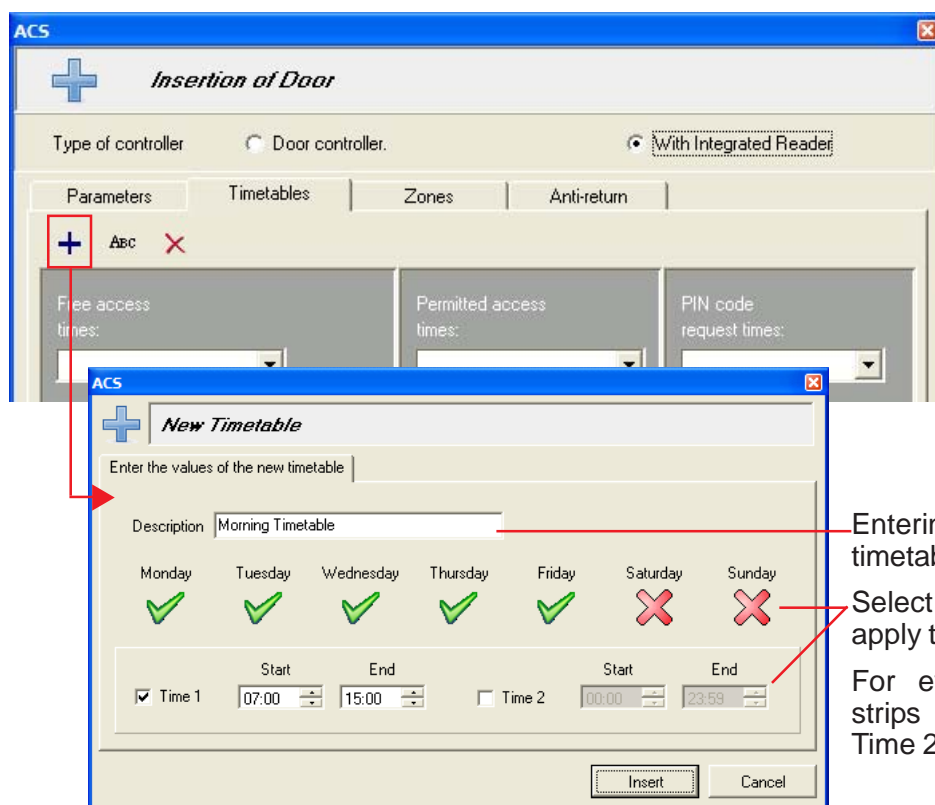 ACS
Insertion of Door
Type of controller Door controller. With Integrated Reader
Parameters Timetables Zones Anti-return
ABC
Free access
times:
Permitted access
times:
PIN code
request times:
ACS
New Timetable
Enter the values of the new timetable
Description Morning Timetable
Monday Tuesday Wednesday Thursday Friday Saturday Sunday
Start End Start End
Time 1 07:00 15:00 Time 2 00:00 23:59
Insert Cancel
Select
apply
For
strips
Time 2